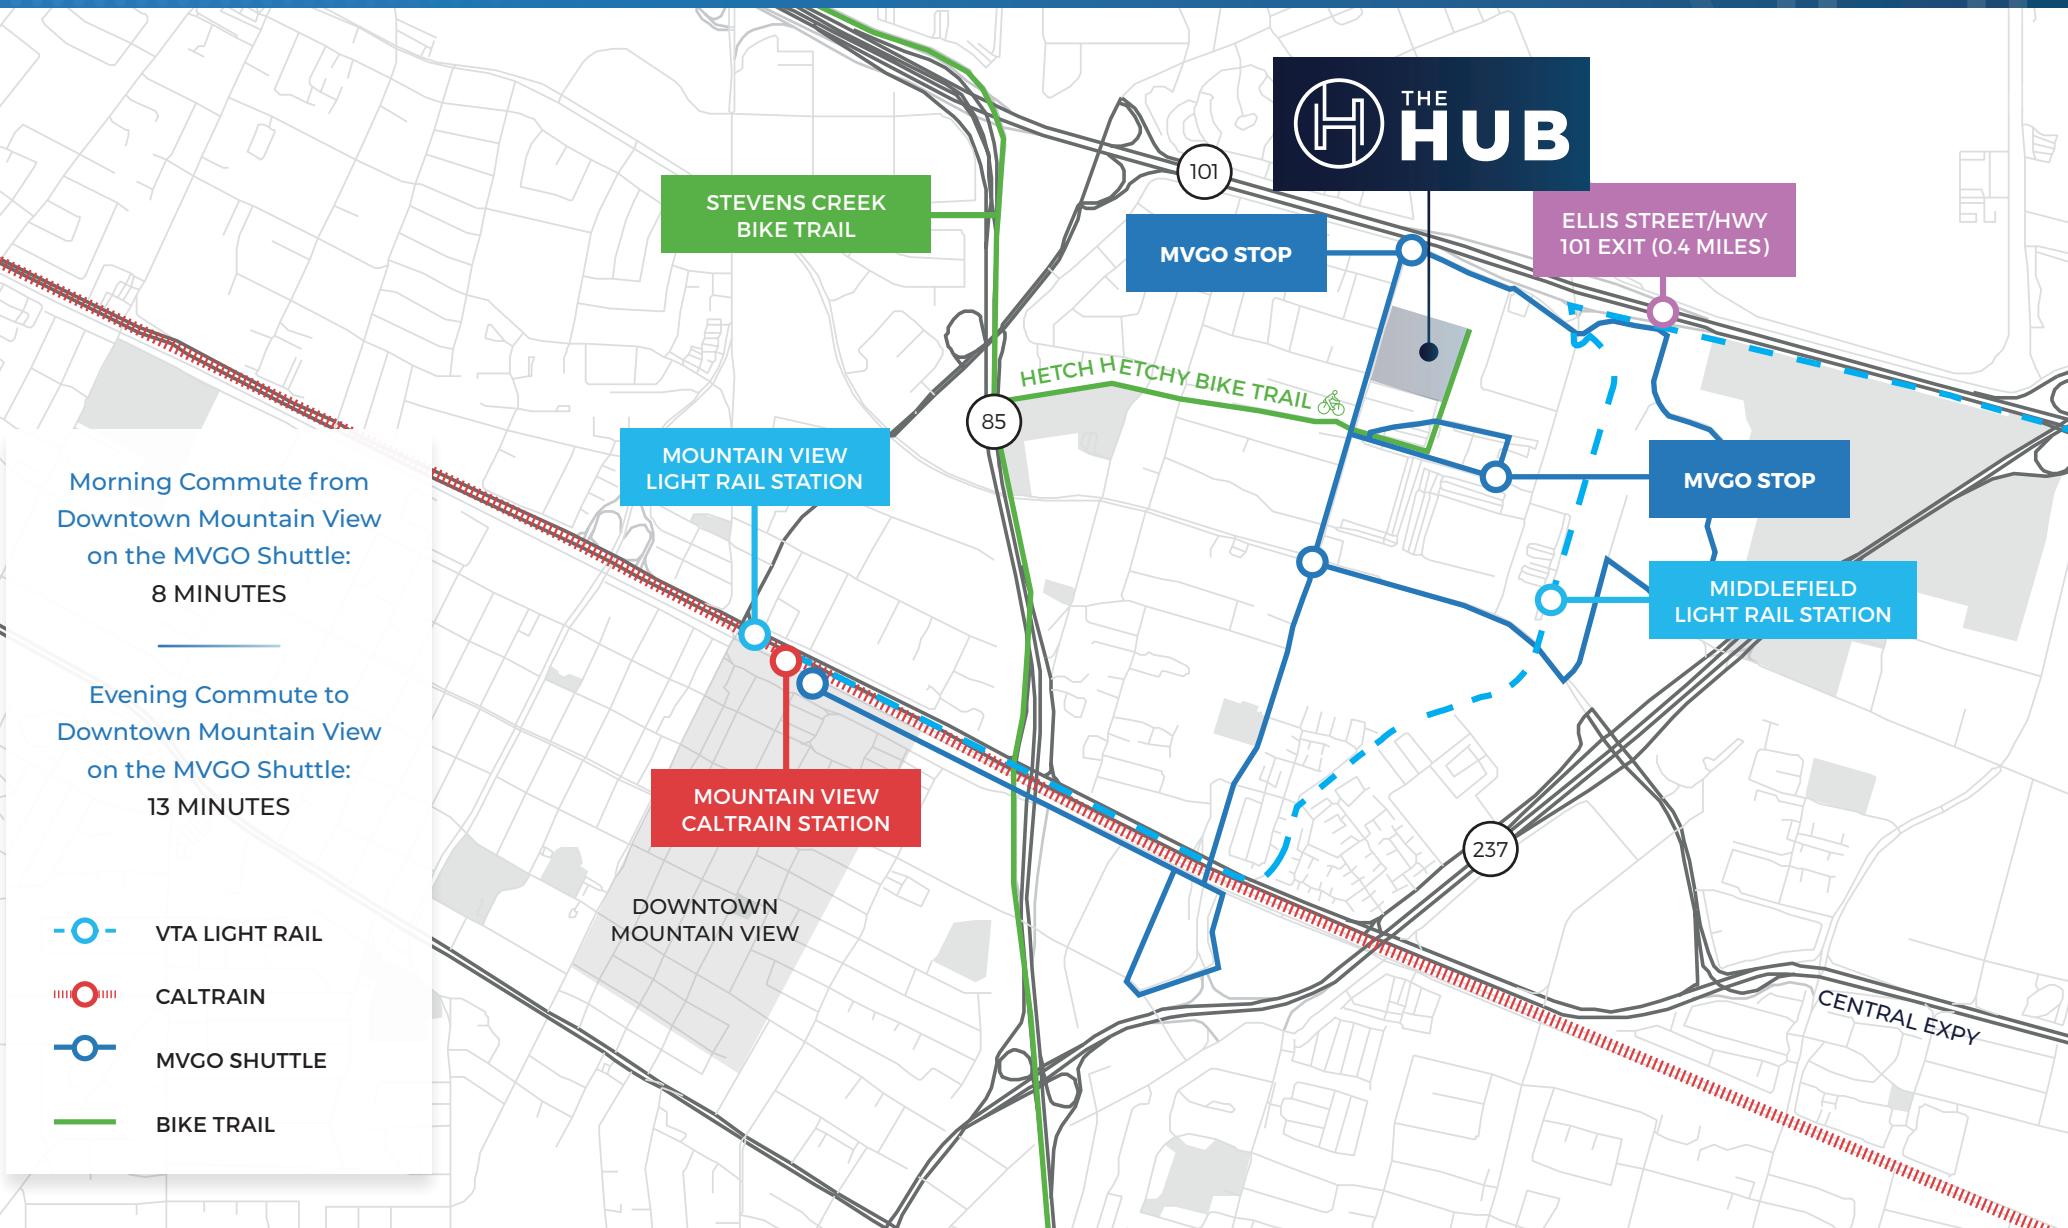 THE
HUB
101
STEVENS CREEK
BIKE TRAIL
MVGO STOP
ELLIS STREET/HWY
101 EXIT (0.4 MILES)
HETCH HETCHY BIKE TRAIL
85
MOUNTAIN VIEW
LIGHT RAIL STATION
MVGO STOP
MIDDLEFIELD
LIGHT RAIL STATION
Morning Commute from
Downtown Mountain View
on the MVGO Shuttle:
8 MINUTES
Evening Commute to
Downtown Mountain View
on the MVGO Shuttle:
13 MINUTES
MOUNTAIN VIEW
CALTRAIN STATION
237
DOWNTOWN
MOUNTAIN VIEW
CENTRAL EXPY
VTA LIGHT RAIL
CALTRAIN
MVGO SHUTTLE
BIKE TRAIL